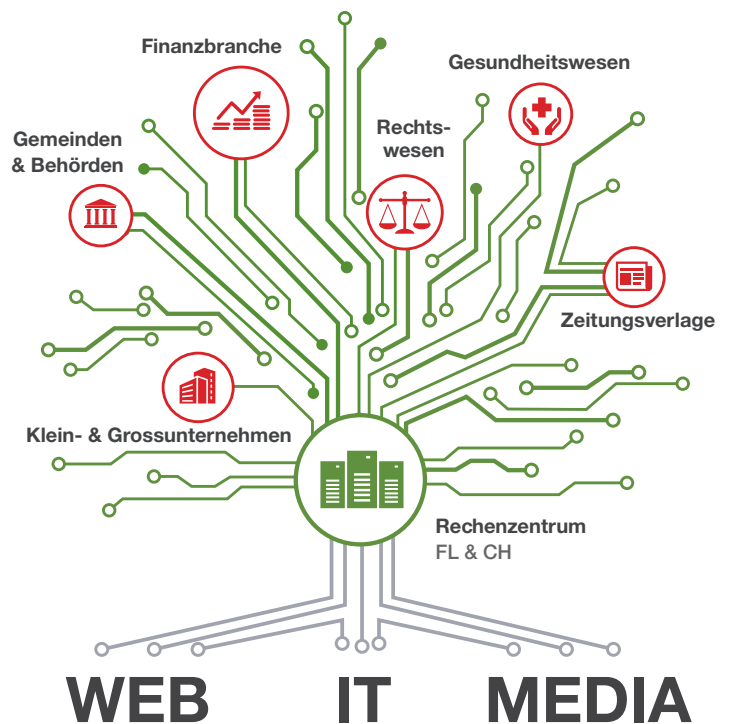 Finanzbranche
Gesundheitswesen
Gemeinden
& Behörden
Rechts-
wesen
Zeitungsverlage
Klein- & Grossunternehmen
Rechenzentrum
FL & CH
WEB IT MEDIA